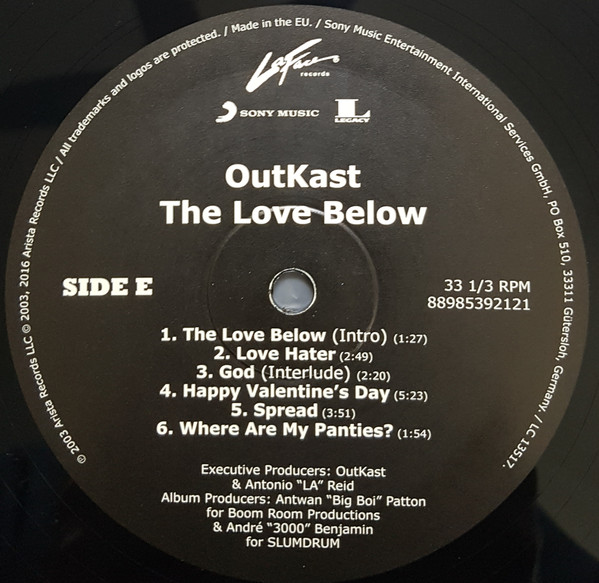 ℗ 2003 Arista Records LLC © 2003, 2016 Arista Records LLC / All trademarks and logos are protected. / Made in the EU. / Sony Music Entertainment International Services GmbH, PO Box 510, 33311 Gütersloh, Germany. / LC 13517.
LaFace
records
SONY MUSIC
L
LEGACY
OutKast
The Love Below
SIDE E
33 1/3 RPM
88985392121
1. The Love Below (Intro) (1:27)
2. Love Hater (2:49)
3. God (Interlude) (2:20)
4. Happy Valentine's Day (5:23)
5. Spread (3:51)
6. Where Are My Panties? (1:54)
Executive Producers: OutKast
& Antonio "LA" Reid
Album Producers: Antwan "Big Boi" Patton
for Boom Room Productions
& André "3000" Benjamin
for SLUMDRUM